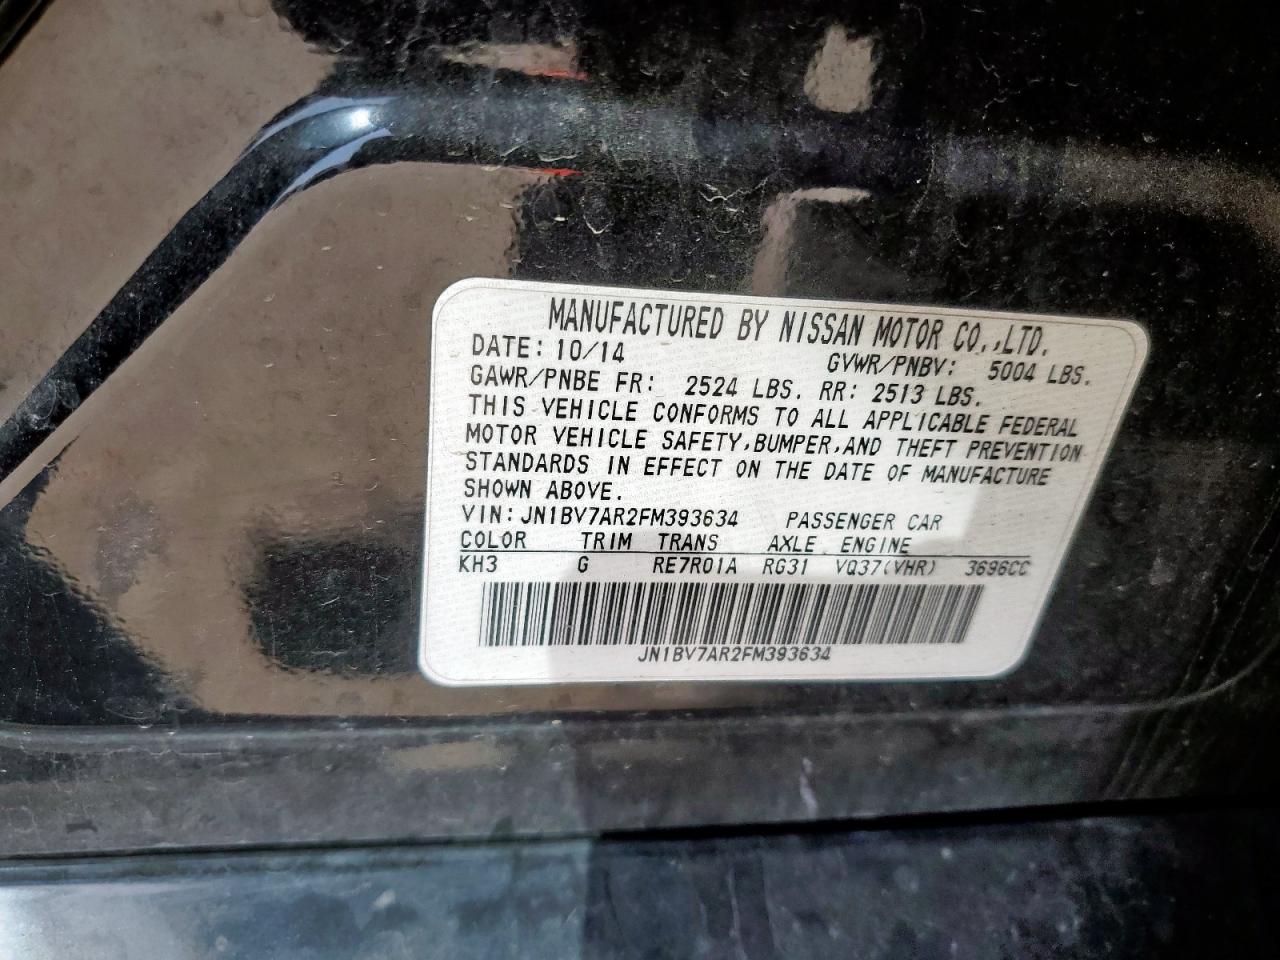 MANUFACTURED BY NISSAN MOTOR CO.,LTD.
DATE: 10/14 GVWR/PNBV: 5004 LBS.
GAWR/PNBE FR: 2524 LBS. RR: 2513 LBS.
THIS VEHICLE CONFORMS TO ALL APPLICABLE FEDERAL
MOTOR VEHICLE SAFETY,BUMPER,AND THEFT PREVENTION
STANDARDS IN EFFECT ON THE DATE OF MANUFACTURE
SHOWN ABOVE.
VIN: JN1BV7AR2FM393634 PASSENGER CAR
COLOR TRIM TRANS AXLE ENGINE
KH3 G RE7R01A RG31 VQ37(VHR) 3696CC
JN1BV7AR2FM393634